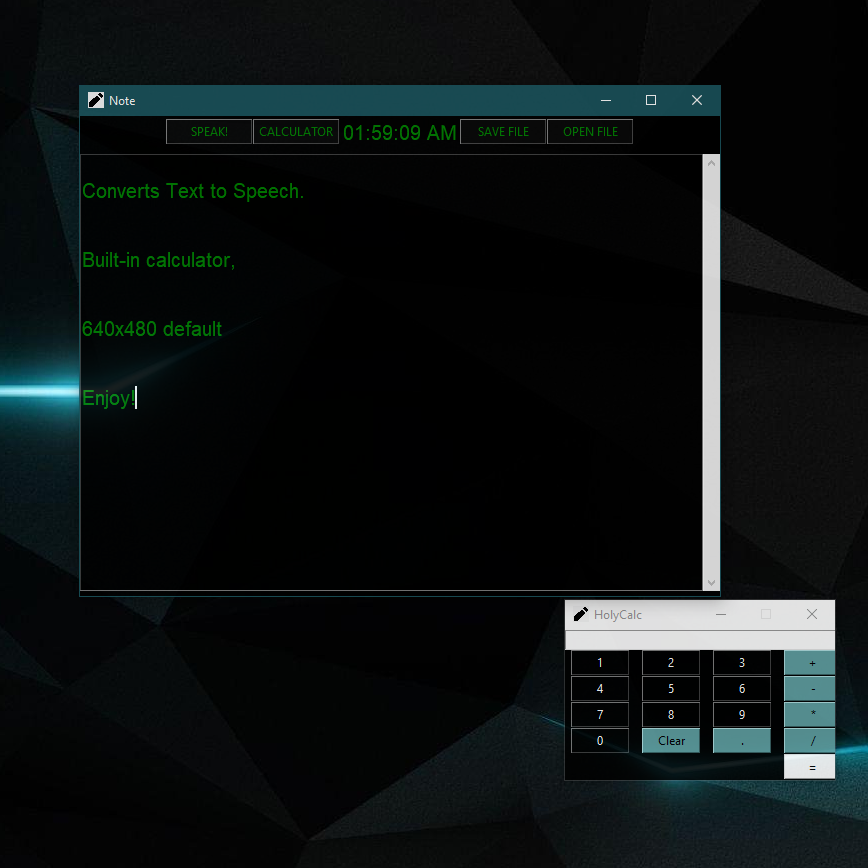 Note
SPEAK! CALCULATOR 01:59:09 AM SAVE FILE OPEN FILE
Converts Text to Speech.
Built-in calculator,
640x480 default
Enjoy!
HolyCalc
1 2 3 +
4 5 6 -
7 8 9 *
0 Clear . /
=